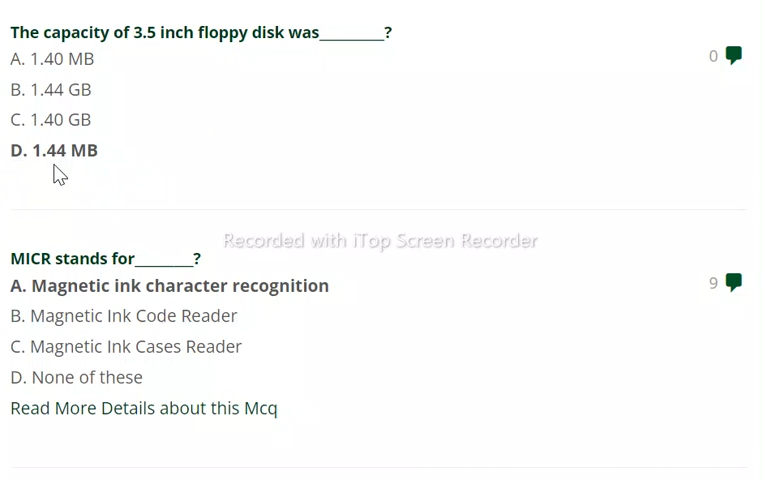 The capacity of 3.5 inch floppy disk was_________?
A. 1.40 MB
0
B. 1.44 GB
C. 1.40 GB
D. 1.44 MB
Recorded with iTop Screen Recorder
MICR stands for________?
A. Magnetic ink character recognition
9
B. Magnetic Ink Code Reader
C. Magnetic Ink Cases Reader
D. None of these
Read More Details about this Mcq